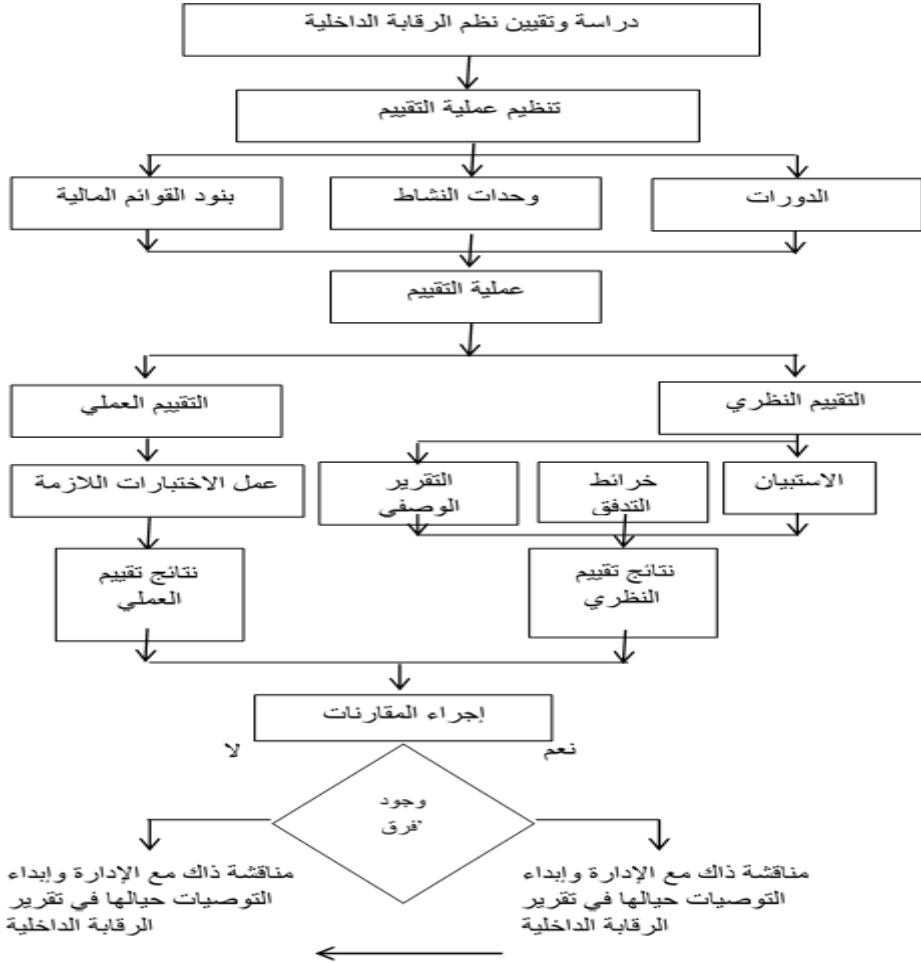 دراسة وتقيين نظم الرقابة الداخلية
تنظيم عملية التقييم
الدورات
وحدات النشاط
بنود القوائم المالية
عملية التقييم
التقييم النظري
التقييم العملي
الاستبيان
خرائط
التدفق
التقرير
الوصفي
عمل الاختبارات اللازمة
نتائج تقييم
النظري
نتائج تقييم
العملي
إجراء المقارنات
نعم
لا
وجود
فرق
مناقشة ذاك مع الإدارة وإبداء
التوصيات حيالها في تقرير
الرقابة الداخلية
مناقشة ذاك مع الإدارة وإبداء
التوصيات حيالها في تقرير
الرقابة الداخلية